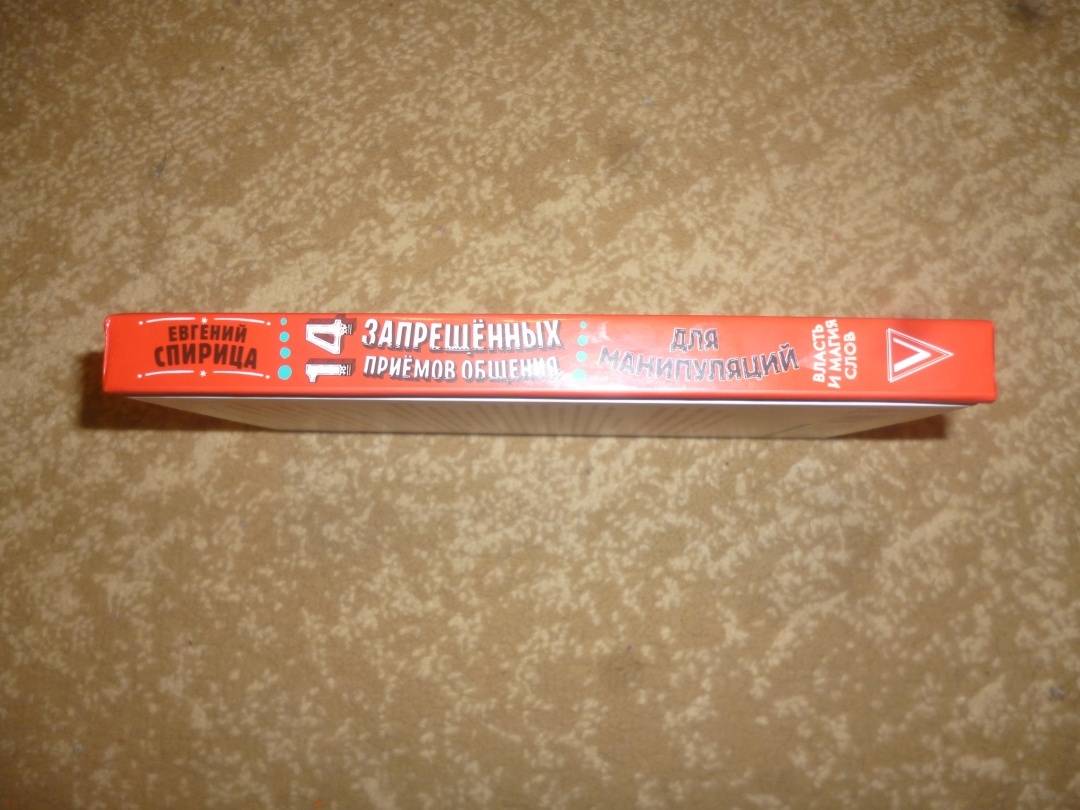 ЕВГЕНИЙ
СПИРИЦА
14
ЗАПРЕЩЁННЫХ
ПРИЁМОВ ОБЩЕНИЯ
ДЛЯ
МАНИПУЛЯЦИЙ
ВЛАСТЬ
И МАГИЯ
СЛОВ
V